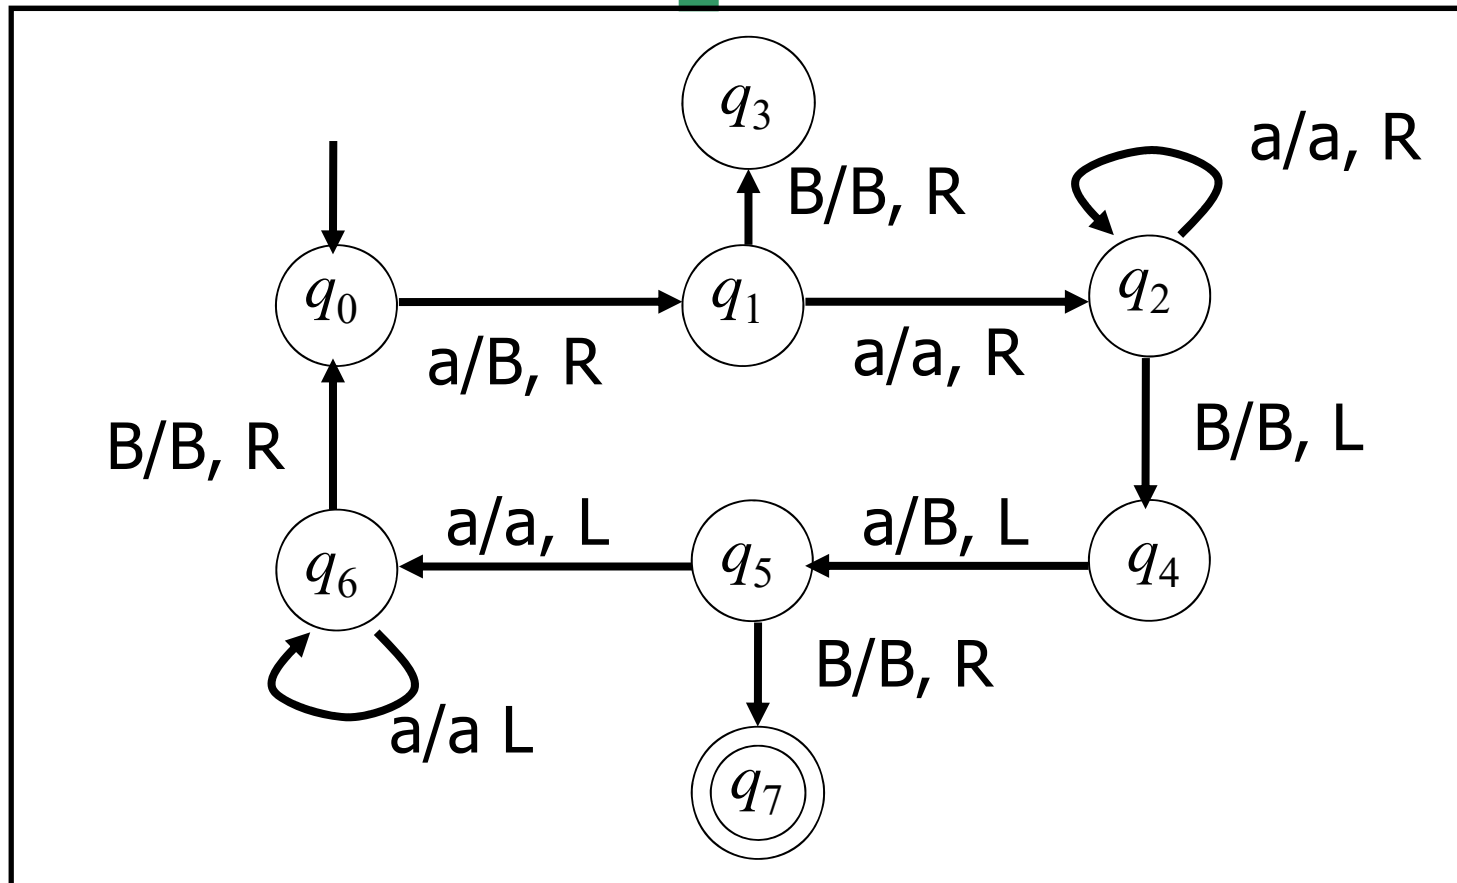 q3
a/a, R
B/B, R
q0
q1
q2
a/B, R
a/a, R
B/B, R
B/B, L
a/a, L
a/B, L
q6
q5
q4
B/B, R
a/a L
q7